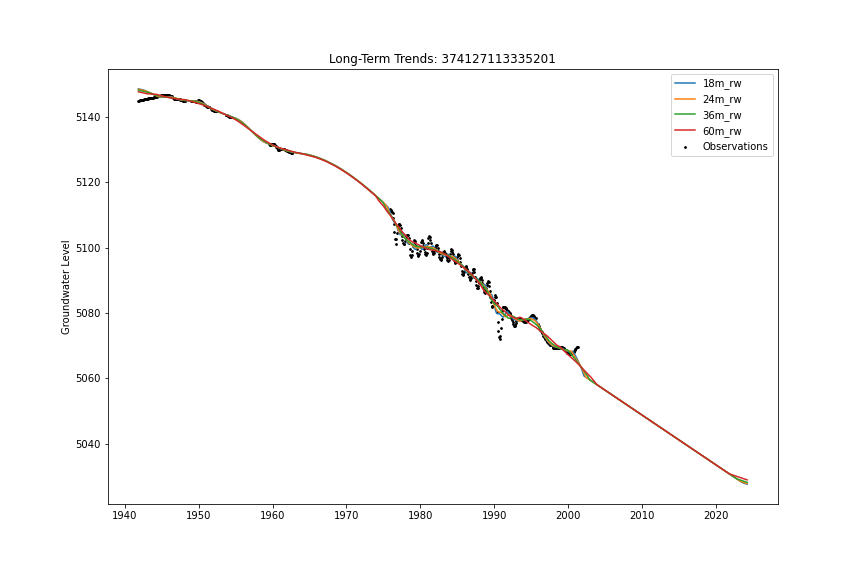 Long-Term Trends: 374127113335201
18m_rw
24m_rw
36m_rw
60m_rw
Observations
Groundwater Level
5140
5120
5100
5080
5060
5040
1940 1950 1960 1970 1980 1990 2000 2010 2020